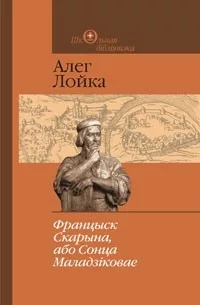 Школьная
бібліятэка
Алег
Лойка
Францыск
Скарына,
або Сонца
Маладзіковае